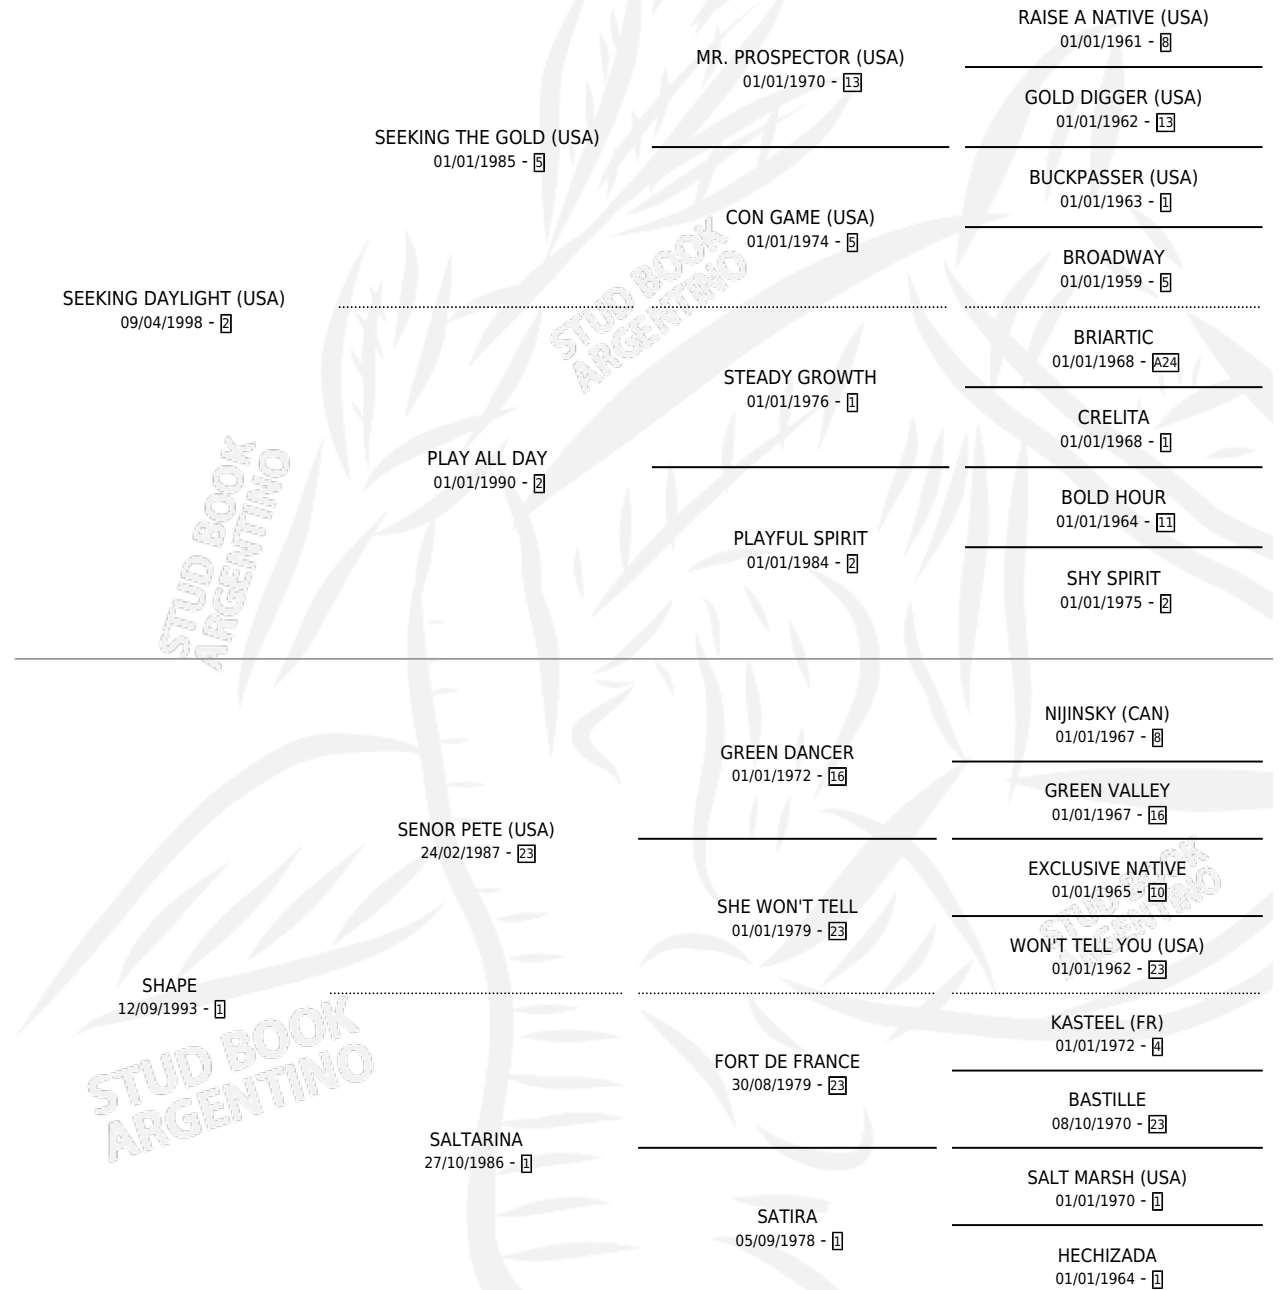 RAISE A NATIVE (USA)
01/01/1961 - 8
MR. PROSPECTOR (USA)
01/01/1970 - 13
GOLD DIGGER (USA)
01/01/1962 - 13
SEEKING THE GOLD (USA)
01/01/1985 - 5
BUCKPASSER (USA)
01/01/1963 - 1
CON GAME (USA)
01/01/1974 - 5
BROADWAY
01/01/1959 - 5
SEEKING DAYLIGHT (USA)
09/04/1998 - 2
BRIARTIC
01/01/1968 - A24
STEADY GROWTH
01/01/1976 - 1
CRELITA
01/01/1968 - 1
PLAY ALL DAY
01/01/1990 - 2
BOLD HOUR
01/01/1964 - 11
PLAYFUL SPIRIT
01/01/1984 - 2
SHY SPIRIT
01/01/1975 - 2
NIJINSKY (CAN)
01/01/1967 - 8
GREEN DANCER
01/01/1972 - 16
GREEN VALLEY
01/01/1967 - 16
SENOR PETE (USA)
24/02/1987 - 23
EXCLUSIVE NATIVE
01/01/1965 - 10
SHE WON'T TELL
01/01/1979 - 23
WON'T TELL YOU (USA)
01/01/1962 - 23
SHAPE
12/09/1993 - 1
KASTEEL (FR)
01/01/1972 - 4
FORT DE FRANCE
30/08/1979 - 23
BASTILLE
08/10/1970 - 23
SALTARINA
27/10/1986 - 1
SALT MARSH (USA)
01/01/1970 - 1
SATIRA
05/09/1978 - 1
HECHIZADA
01/01/1964 - 1
STUD BOOK
ARGENTINO
STUD BOOK
ARGENTINO
STUD BOOK
ARGENTINO
STUD BOOK
ARGENTINO